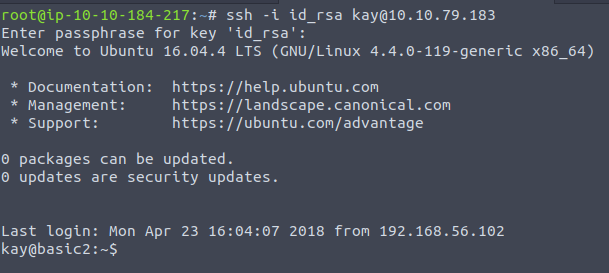 root@ip-10-10-184-217:~# ssh -i id_rsa kay@10.10.79.183
Enter passphrase for key 'id_rsa':
Welcome to Ubuntu 16.04.4 LTS (GNU/Linux 4.4.0-119-generic x86_64)
 * Documentation:  https://help.ubuntu.com
 * Management:     https://landscape.canonical.com
 * Support:        https://ubuntu.com/advantage
0 packages can be updated.
0 updates are security updates.
Last login: Mon Apr 23 16:04:07 2018 from 192.168.56.102
kay@basic2:~$